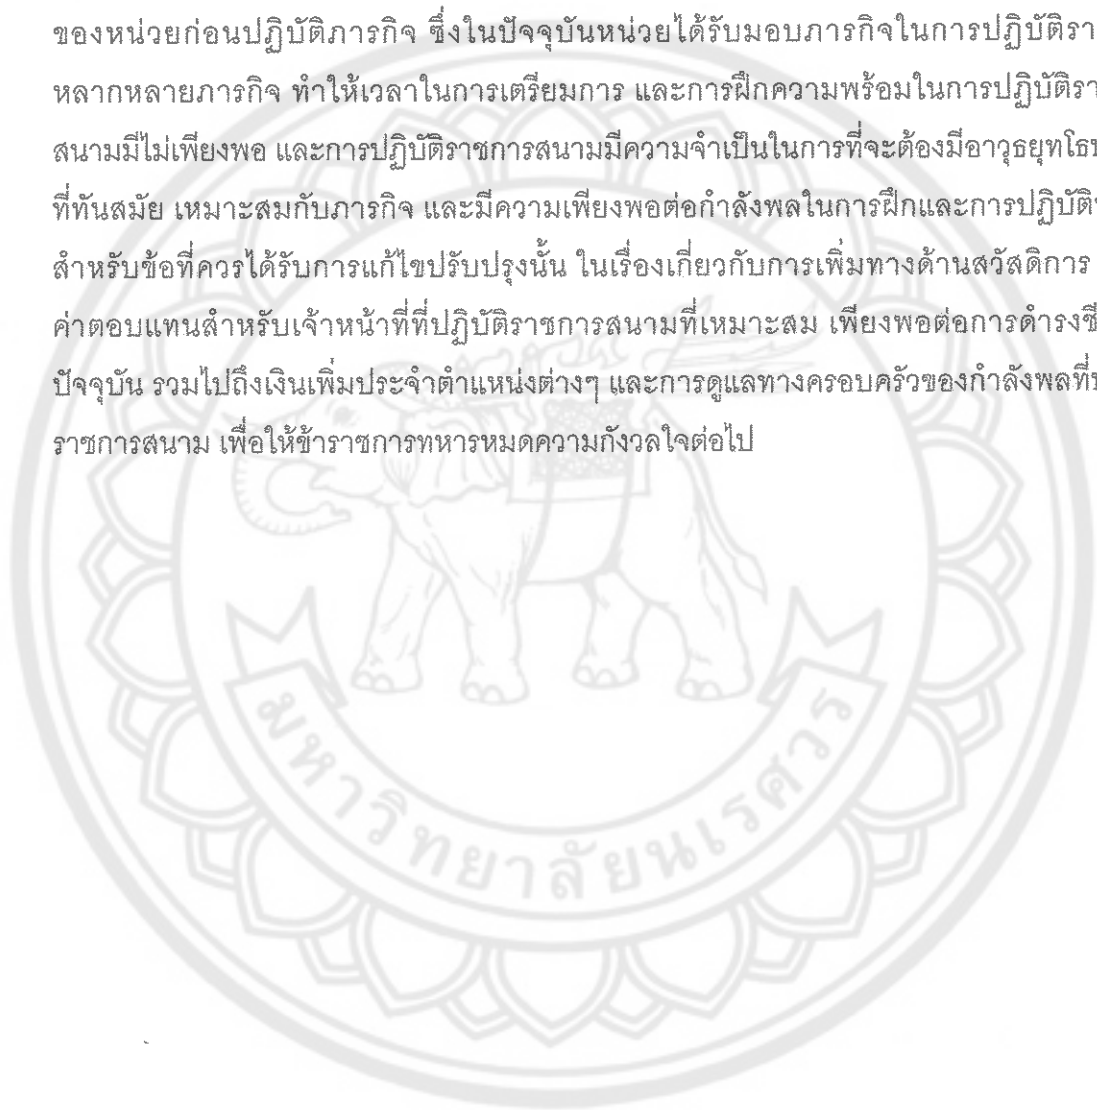 ของหน่วยก่อนปฏิบัติภารกิจ ซึ่งในปัจจุบันหน่วยได้รับมอบภารกิจในการปฏิบัติรา
หลากหลายภารกิจ ทำให้เวลาในการเตรียมการ และการฝึกความพร้อมในการปฏิบัติรา
สนามมีไม่เพียงพอ และการปฏิบัติราชการสนามมีความจำเป็นในการที่จะต้องมีอาวุธยุทโธ
ที่ทันสมัย เหมาะสมกับภารกิจ และมีความเพียงพอต่อกำลังพลในการฝึกและการปฏิบัติ
สำหรับข้อที่ควรได้รับการแก้ไขปรับปรุงนั้น ในเรื่องเกี่ยวกับการเพิ่มทางด้านสวัสดิการ
ค่าตอบแทนสำหรับเจ้าหน้าที่ที่ปฏิบัติราชการสนามที่เหมาะสม เพียงพอต่อการดำรงชี
ปัจจุบัน รวมไปถึงเงินเพิ่มประจำตำแหน่งต่างๆ และการดูแลทางครอบครัวของกำลังพลที่
ราชการสนาม เพื่อให้ข้าราชการทหารหมดความกังวลใจต่อไป
มหาวิทยาลัยนเรศวร